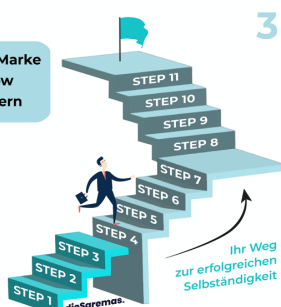 3
Marke
ern
STEP 11
STEP 10
STEP 9
STEP 8
STEP 7
STEP 6
STEP 5
STEP 4
STEP 3
STEP 2
STEP 1
Ihr Weg
zur erfolgreichen
Selbständigkeit
dieSaremas.